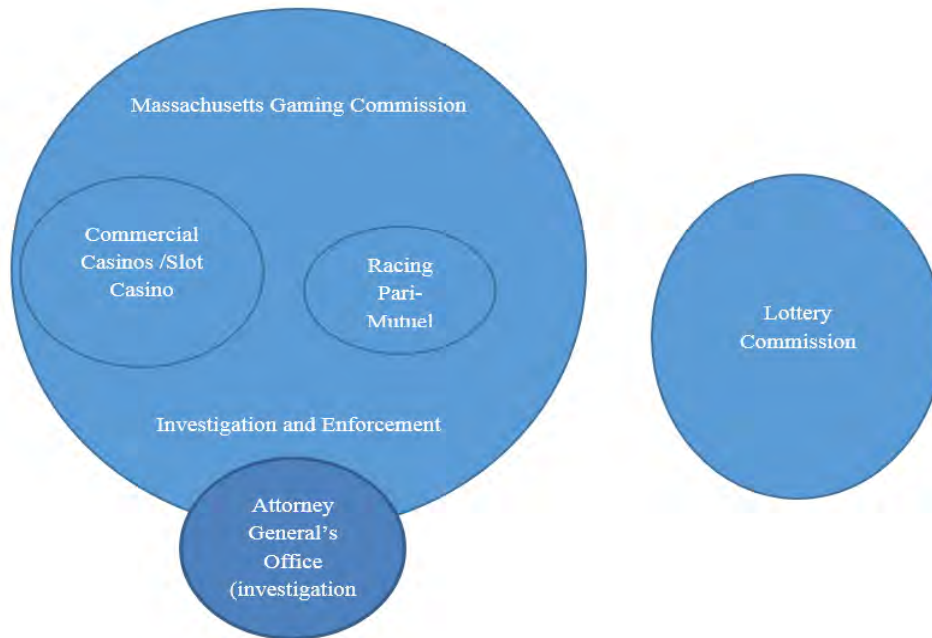 Massachusetts Gaming Commission
Commercial
Casinos /Slot
Casino
Racing
Pari-
Mutuel
Lottery
Commission
Investigation and Enforcement
Attorney
General's
Office
(investigation